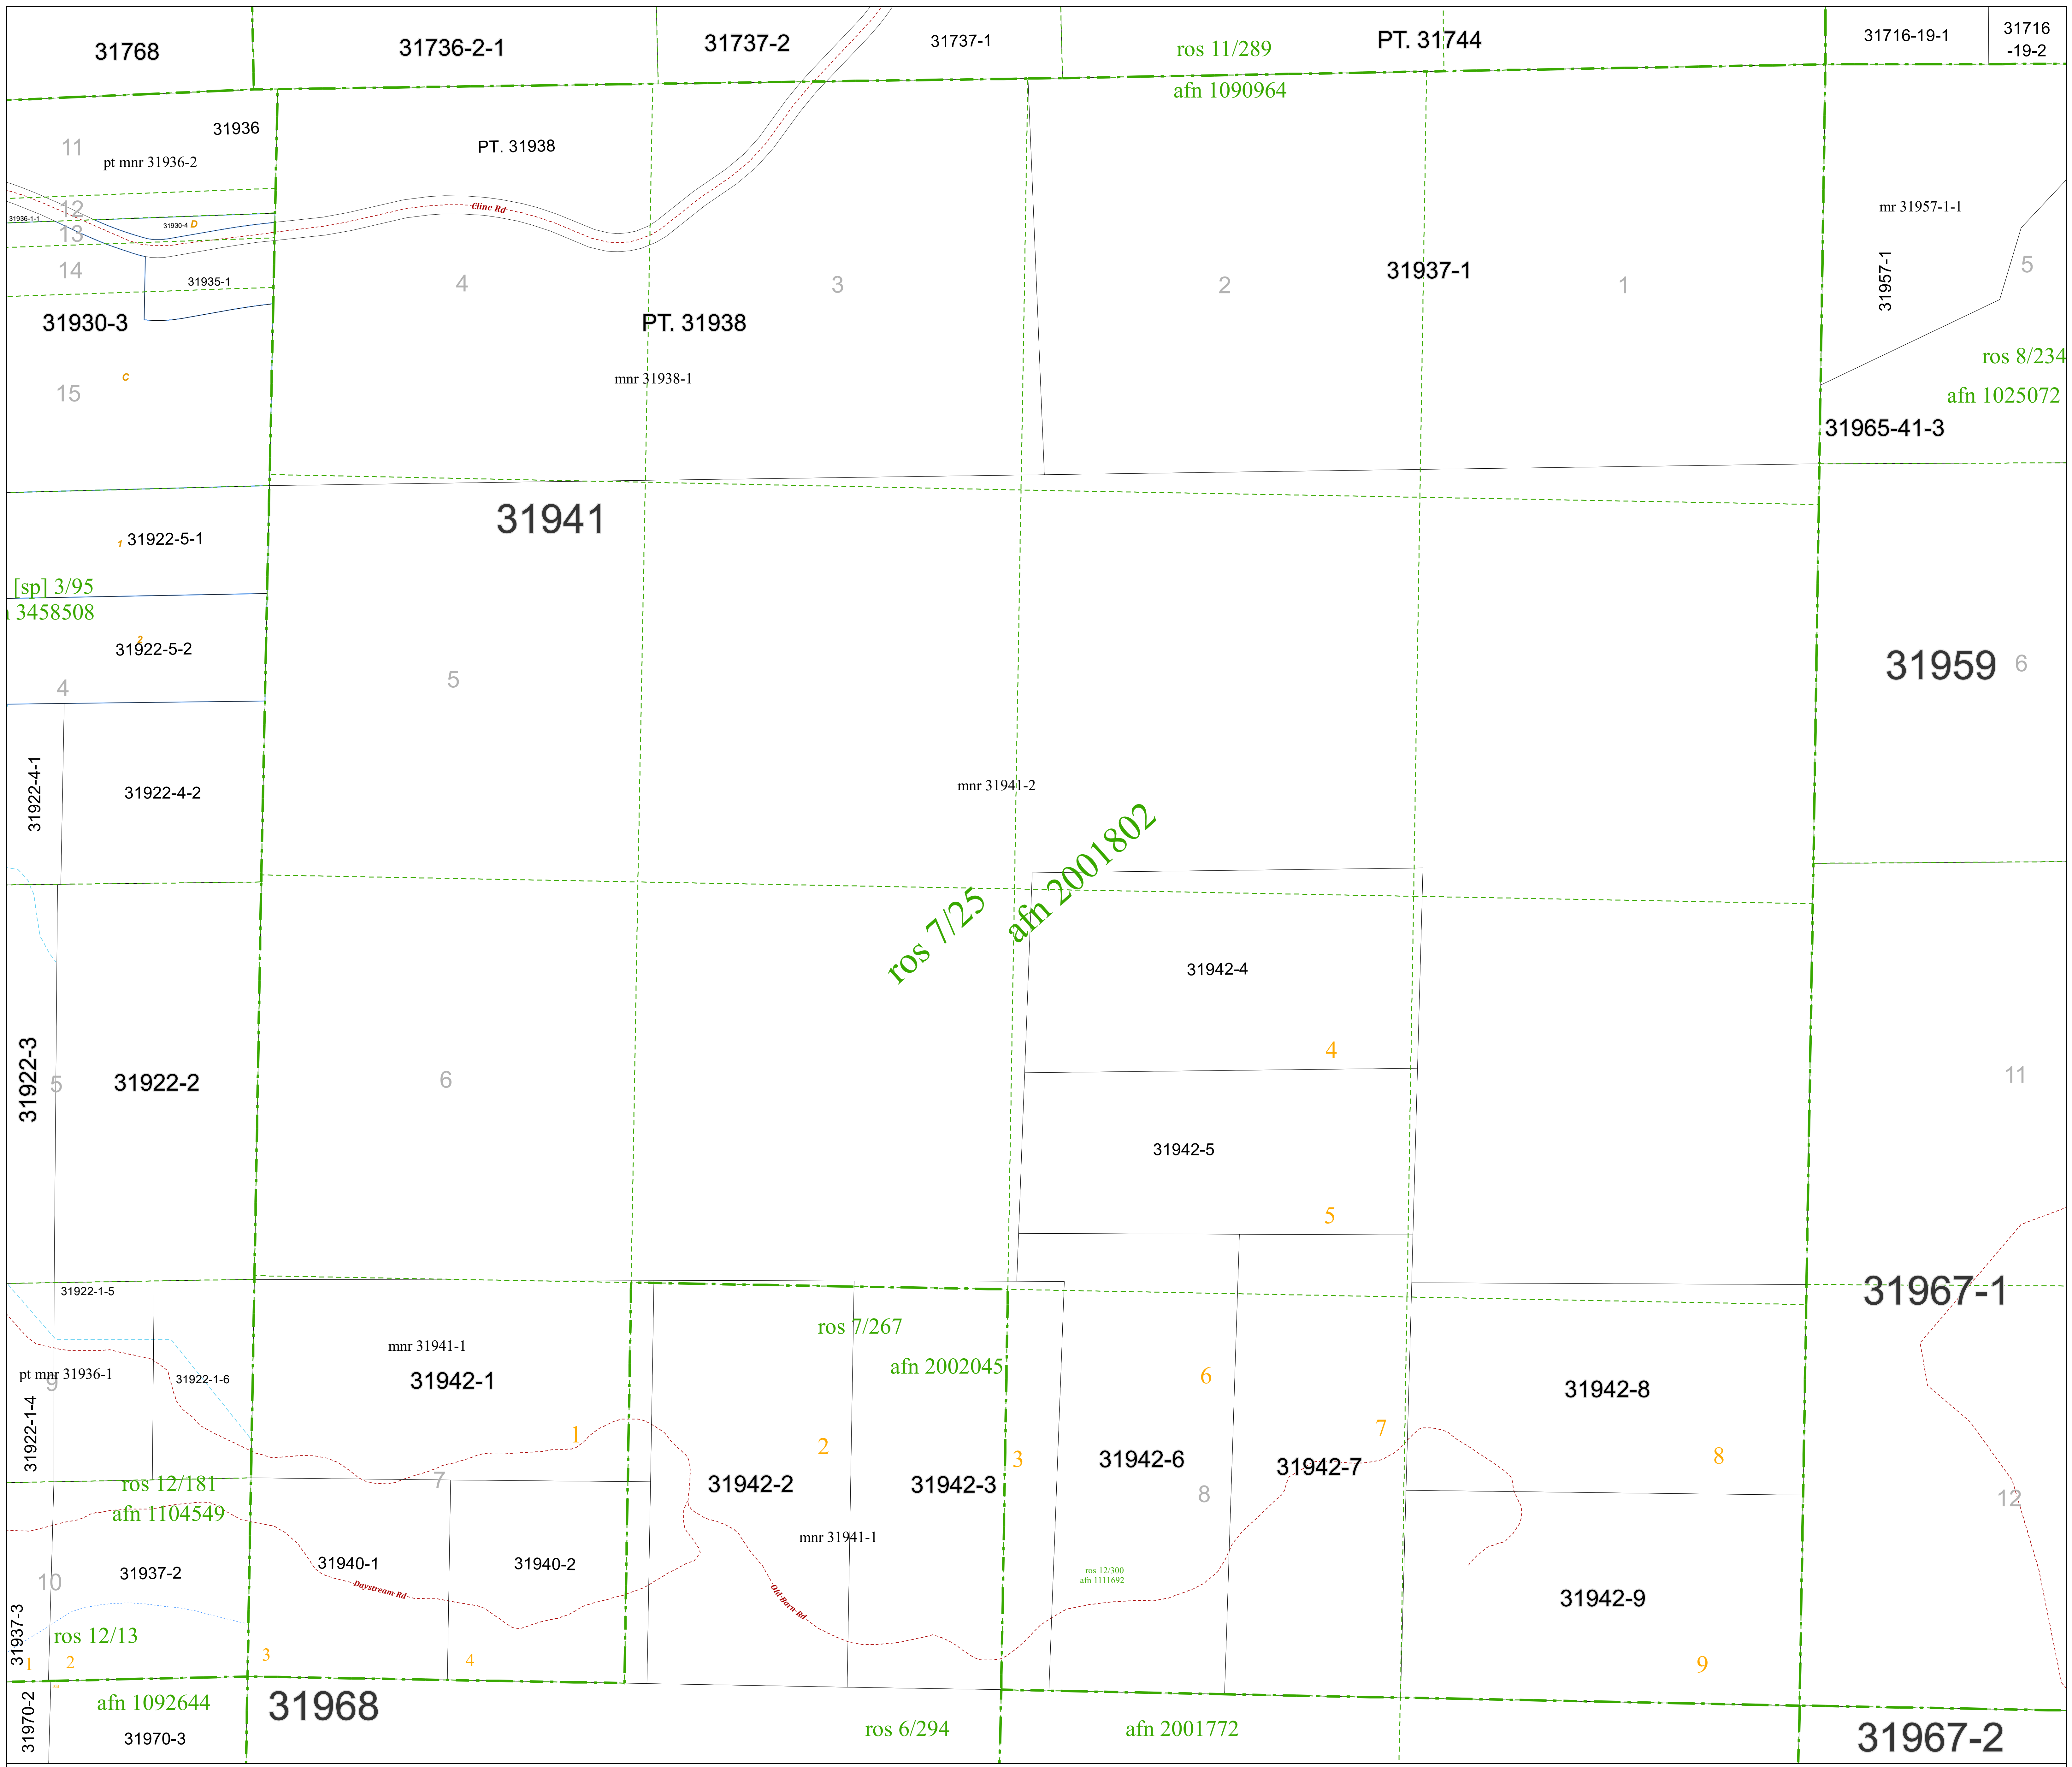 31768
31736-2-1
31737-2
31737-1
ros 11/289
PT. 31744
31716-19-1
31716
-19-2
afn 1090964
31936
11
pt mnr 31936-2
PT. 31938
12
31936-1-1
31930-4 D
13
Cline Rd
mr 31957-1-1
14
31935-1
4
3
2
31937-1
1
31957-1
5
31930-3
PT. 31938
C
mnr 31938-1
15
ros 8/234
afn 1025072
31965-41-3
31941
1 31922-5-1
[sp] 3/95
3458508
2
31922-5-2
4
5
31959
6
31922-4-1
31922-4-2
mnr 31941-2
ros 7/25
afn 2001802
31942-4
4
31922-3
5
31922-2
6
11
31942-5
5
31922-1-5
31967-1
ros 7/267
mnr 31941-1
afn 2002045
pt mnr 31936-1
9
31922-1-6
31942-1
6
31942-8
31922-1-4
1
2
3
7
8
31942-6
31942-7
ros 12/181
7
31942-2
31942-3
8
12
afn 1104549
mnr 31941-1
10
31937-2
31940-1
31940-2
ros 12/300
afn 1111692
Daystream Rd
Old Barn Rd
31942-9
31937-3
ros 12/13
1
2
3
4
9
31970-2
afn 1092644
31968
31970-3
ros 6/294
afn 2001772
31967-2